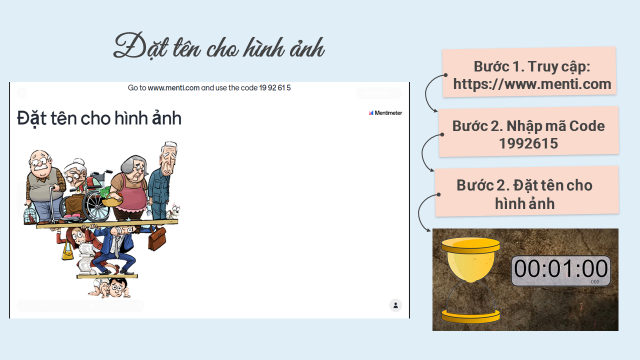 Đặt tên cho hình ảnh
Go to www.menti.com and use the code 19 92 61 5
Đặt tên cho hình ảnh
Mentimeter
Bước 1. Truy cập:
https://www.menti.com
Bước 2. Nhập mã Code
1992615
Bước 2. Đặt tên cho
hình ảnh
00:01:00